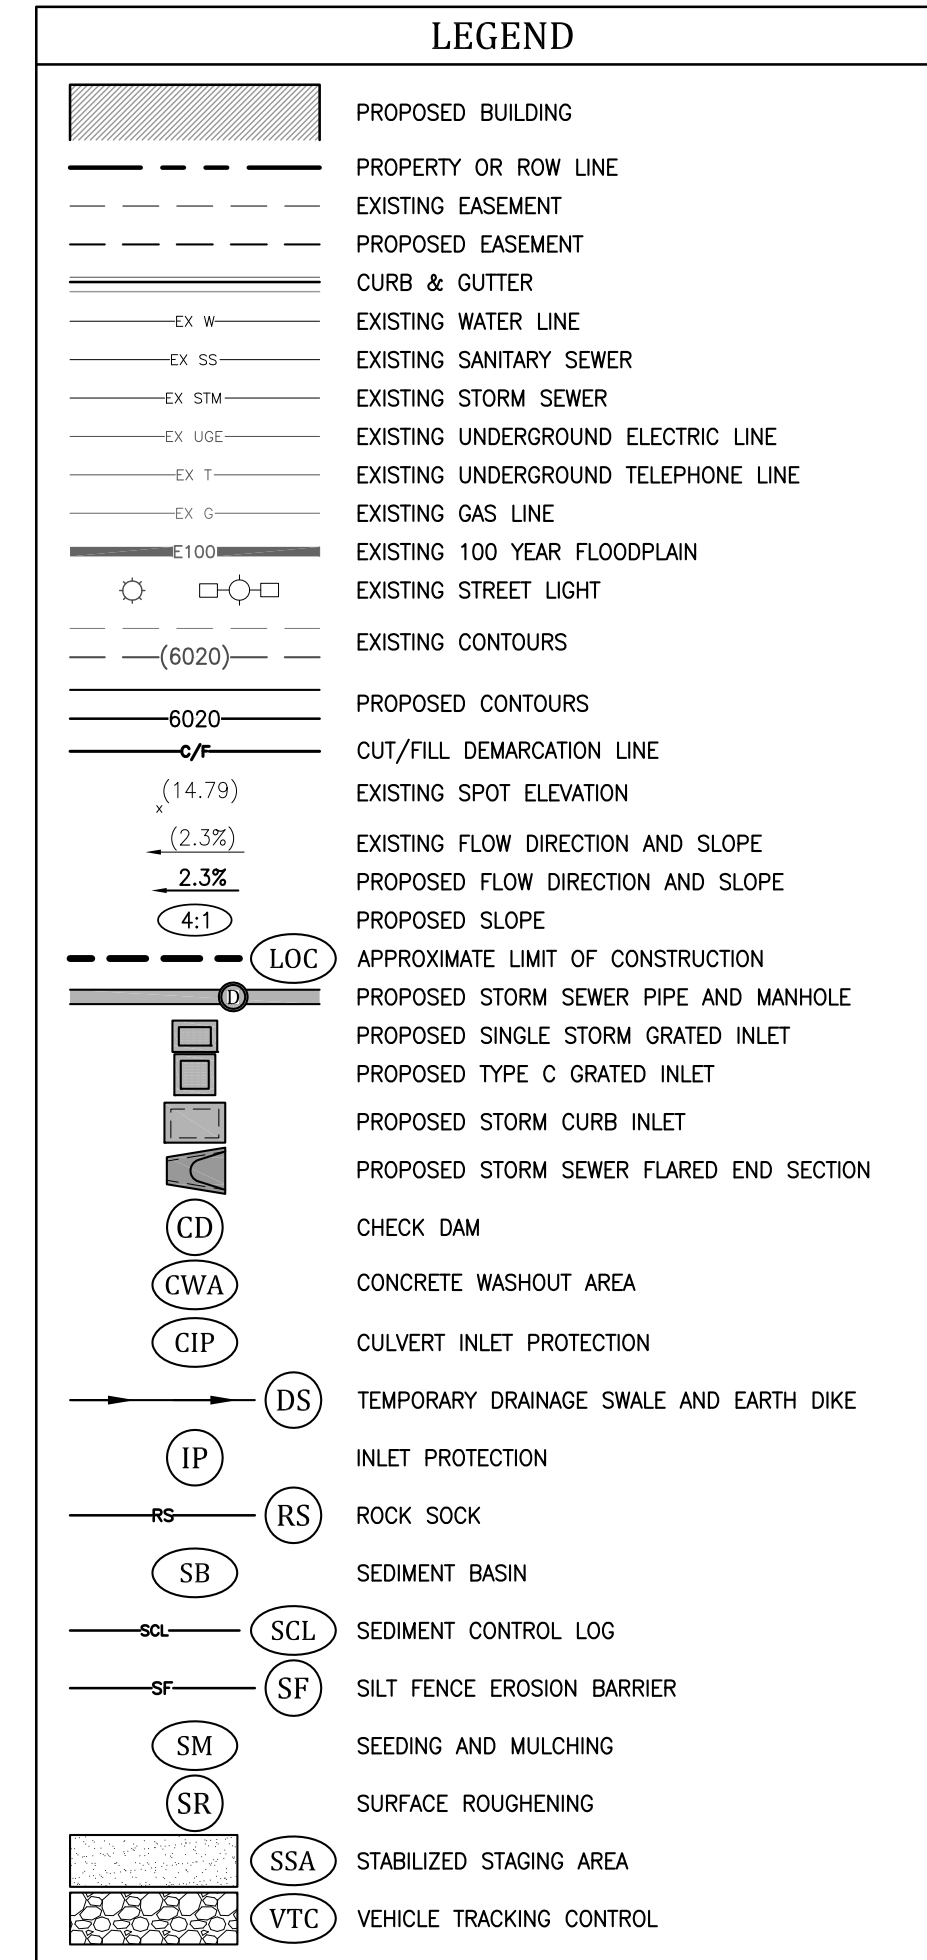 LEGEND
PROPOSED BUILDING
PROPERTY OR ROW LINE
EXISTING EASEMENT
PROPOSED EASEMENT
CURB & GUTTER
EX W EXISTING WATER LINE
EX SS EXISTING SANITARY SEWER
EX STM EXISTING STORM SEWER
EX UGE EXISTING UNDERGROUND ELECTRIC LINE
EX T EXISTING UNDERGROUND TELEPHONE LINE
EX G EXISTING GAS LINE
E100 EXISTING 100 YEAR FLOODPLAIN
EXISTING STREET LIGHT
EXISTING CONTOURS
(6020)
PROPOSED CONTOURS
6020
C/F CUT/FILL DEMARCATION LINE
x (14.79) EXISTING SPOT ELEVATION
(2.3%) EXISTING FLOW DIRECTION AND SLOPE
2.3% PROPOSED FLOW DIRECTION AND SLOPE
4:1 PROPOSED SLOPE
LOC APPROXIMATE LIMIT OF CONSTRUCTION
D PROPOSED STORM SEWER PIPE AND MANHOLE
PROPOSED SINGLE STORM GRATED INLET
PROPOSED TYPE C GRATED INLET
PROPOSED STORM CURB INLET
PROPOSED STORM SEWER FLARED END SECTION
CD CHECK DAM
CWA CONCRETE WASHOUT AREA
CIP CULVERT INLET PROTECTION
DS TEMPORARY DRAINAGE SWALE AND EARTH DIKE
IP INLET PROTECTION
RS RS ROCK SOCK
SB SEDIMENT BASIN
SCL SCL SEDIMENT CONTROL LOG
SF SF SILT FENCE EROSION BARRIER
SM SEEDING AND MULCHING
SR SURFACE ROUGHENING
SSA STABILIZED STAGING AREA
VTC VEHICLE TRACKING CONTROL